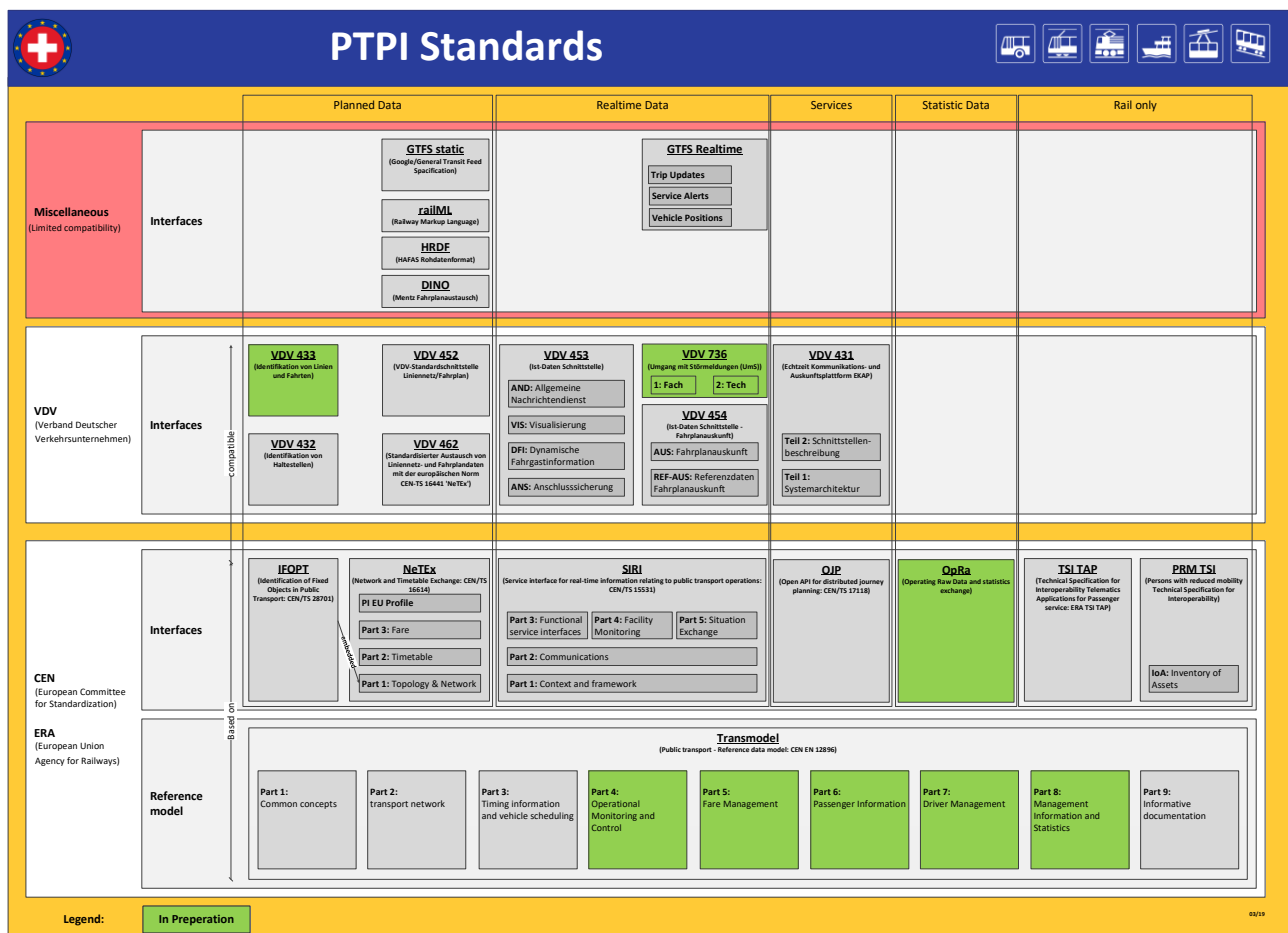 PTPI Standards
Planned Data
Realtime Data
Services
Statistic Data
Rail only
Miscellaneous
(Limited compatibility)
Interfaces
GTFS static
(Google/General Transit Feed
Spacification)
railML
(Railway Markup Language)
HRDF
(HAFAS Rohdatenformat)
DINO
(Mentz Fahrplanaustausch)
GTFS Realtime
Trip Updates
Service Alerts
Vehicle Positions
VDV
(Verband Deutscher
Verkehrsunternehmen)
Interfaces
compatible
VDV 433
(Identifikation von Linien
und Fahrten)
VDV 452
(VDV-Standardschnittstelle
Liniennetz/Fahrplan)
VDV 432
(Identifikation von
Haltestellen)
VDV 462
(Standardisierter Austausch von
Liniennetz- und Fahrplandaten
mit der europäischen Norm
CEN-TS 16441 'NeTEx')
VDV 453
(Ist-Daten Schnittstelle)
AND: Allgemeine
Nachrichtendienst
VIS: Visualisierung
DFI: Dynamische
Fahrgastinformation
ANS: Anschlusssicherung
VDV 736
(Umgang mit Störmeldungen (UmS))
1: Fach
2: Tech
VDV 454
(Ist-Daten Schnittstelle -
Fahrplanauskunft)
AUS: Fahrplanauskunft
REF-AUS: Referenzdaten
Fahrplanauskunft
VDV 431
(Echtzeit Kommunikations- und
Auskunftsplattform EKAP)
Teil 2: Schnittstellen-
beschreibung
Teil 1:
Systemarchitektur
CEN
(European Committee
for Standardization)
ERA
(European Union
Agency for Railways)
Interfaces
Based on
IFOPT
(Identification of Fixed
Objects in Public
Transport: CEN/TS 28701)
embedded
NeTEx
(Network and Timetable Exchange: CEN/TS
16614)
PI EU Profile
Part 3: Fare
Part 2: Timetable
Part 1: Topology & Network
SIRI
(Service interface for real-time information relating to public transport operations:
CEN/TS 15531)
Part 3: Functional
service interfaces
Part 4: Facility
Monitoring
Part 5: Situation
Exchange
Part 2: Communications
Part 1: Context and framework
OJP
(Open API for distributed journey
planning: CEN/TS 17118)
OpRa
(Operating Raw Data and statistics
exchange)
TSI TAP
(Technical Specification for
Interoperability Telematics
Applications for Passenger
service: ERA TSI TAP)
PRM TSI
(Persons with reduced mobility
Technical Specification for
Interoperability)
IoA: Inventory of
Assets
Reference
model
Transmodel
(Public transport - Reference data model: CEN EN 12896)
Part 1:
Common concepts
Part 2:
transport network
Part 3:
Timing information
and vehicle scheduling
Part 4:
Operational
Monitoring and
Control
Part 5:
Fare Management
Part 6:
Passenger Information
Part 7:
Driver Management
Part 8:
Management
Information and
Statistics
Part 9:
Informative
documentation
Legend:
In Preperation
03/19